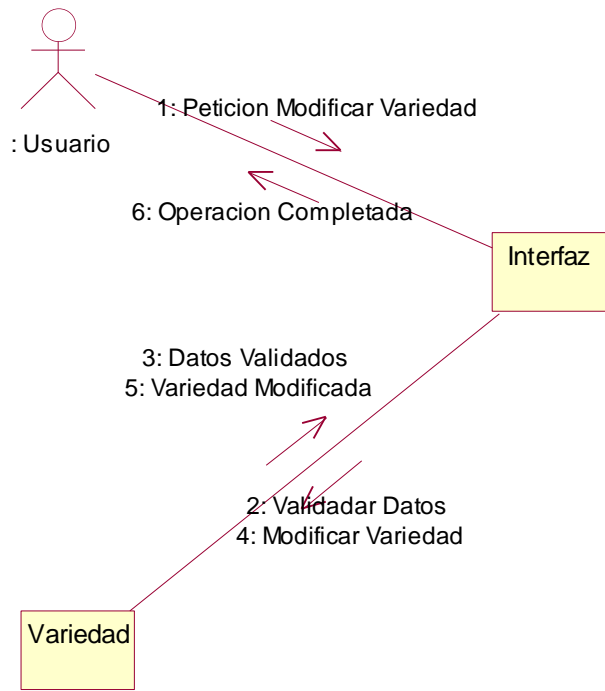 1: Peticion Modificar Variedad
: Usuario
6: Operacion Completada
Interfaz
3: Datos Validados
5: Variedad Modificada
2: Validadar Datos
4: Modificar Variedad
Variedad